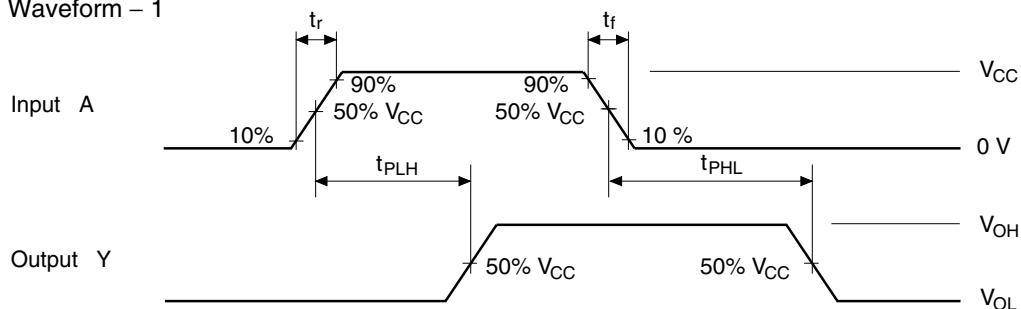 Waveform – 1
tr
tf
90%
90%
VCC
Input A
50% VCC
50% VCC
10%
10 %
0 V
tPLH
tPHL
VOH
Output Y
50% VCC
50% VCC
VOL